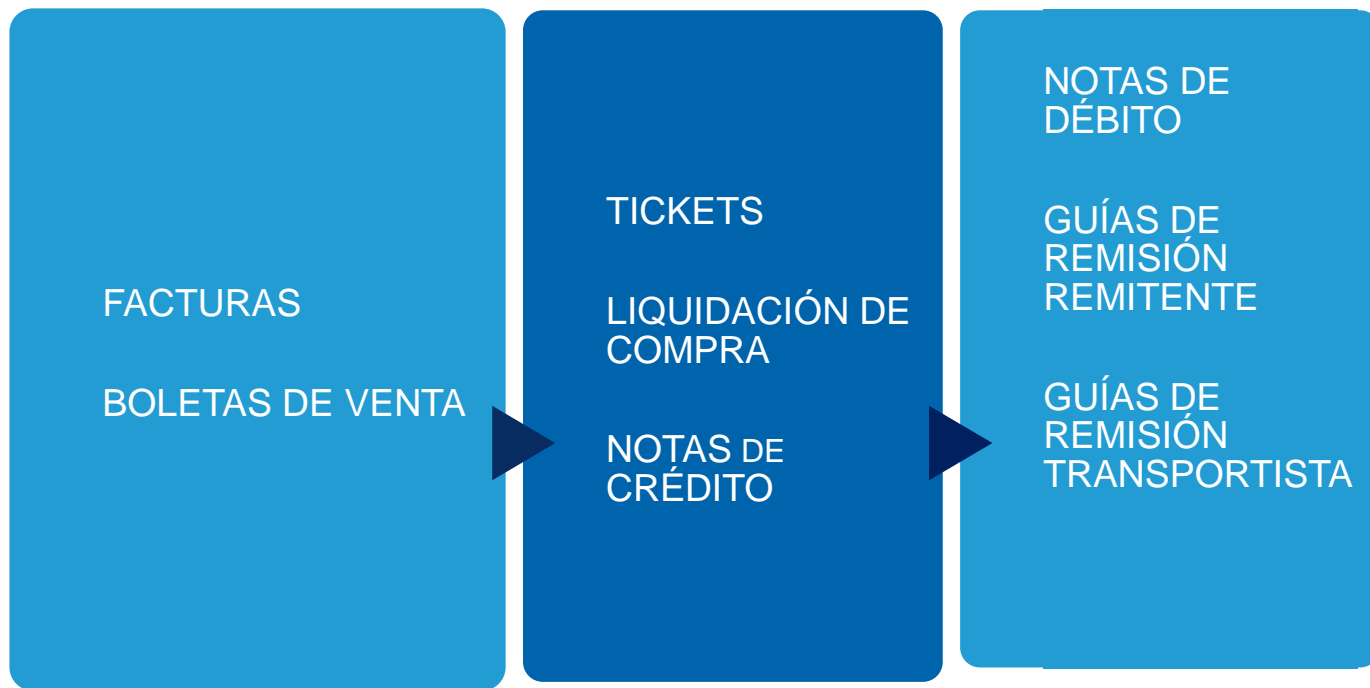 FACTURAS
BOLETAS DE VENTA
TICKETS
LIQUIDACIÓN DE
COMPRA
NOTAS DE
CRÉDITO
NOTAS DE
DÉBITO
GUÍAS DE
REMISIÓN
REMITENTE
GUÍAS DE
REMISIÓN
TRANSPORTISTA